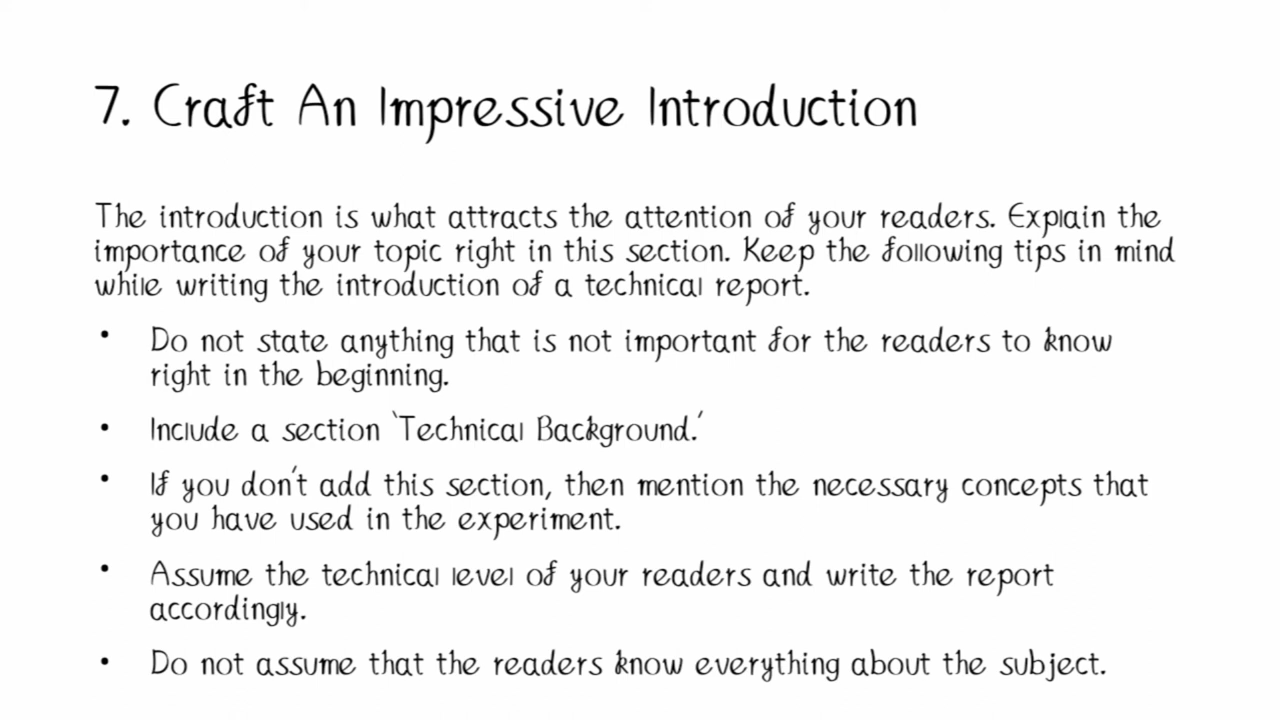 7. Craft An Impressive Introduction
The introduction is what attracts the attention of your readers. Explain the
importance of your topic right in this section. Keep the following tips in mind
while writing the introduction of a technical report.
• Do not state anything that is not important for the readers to know
right in the beginning.
• Include a section ‘Technical Background.’
• If you don't add this section, then mention the necessary concepts that
you have used in the experiment.
• Assume the technical level of your readers and write the report
accordingly.
• Do not assume that the readers know everything about the subject.